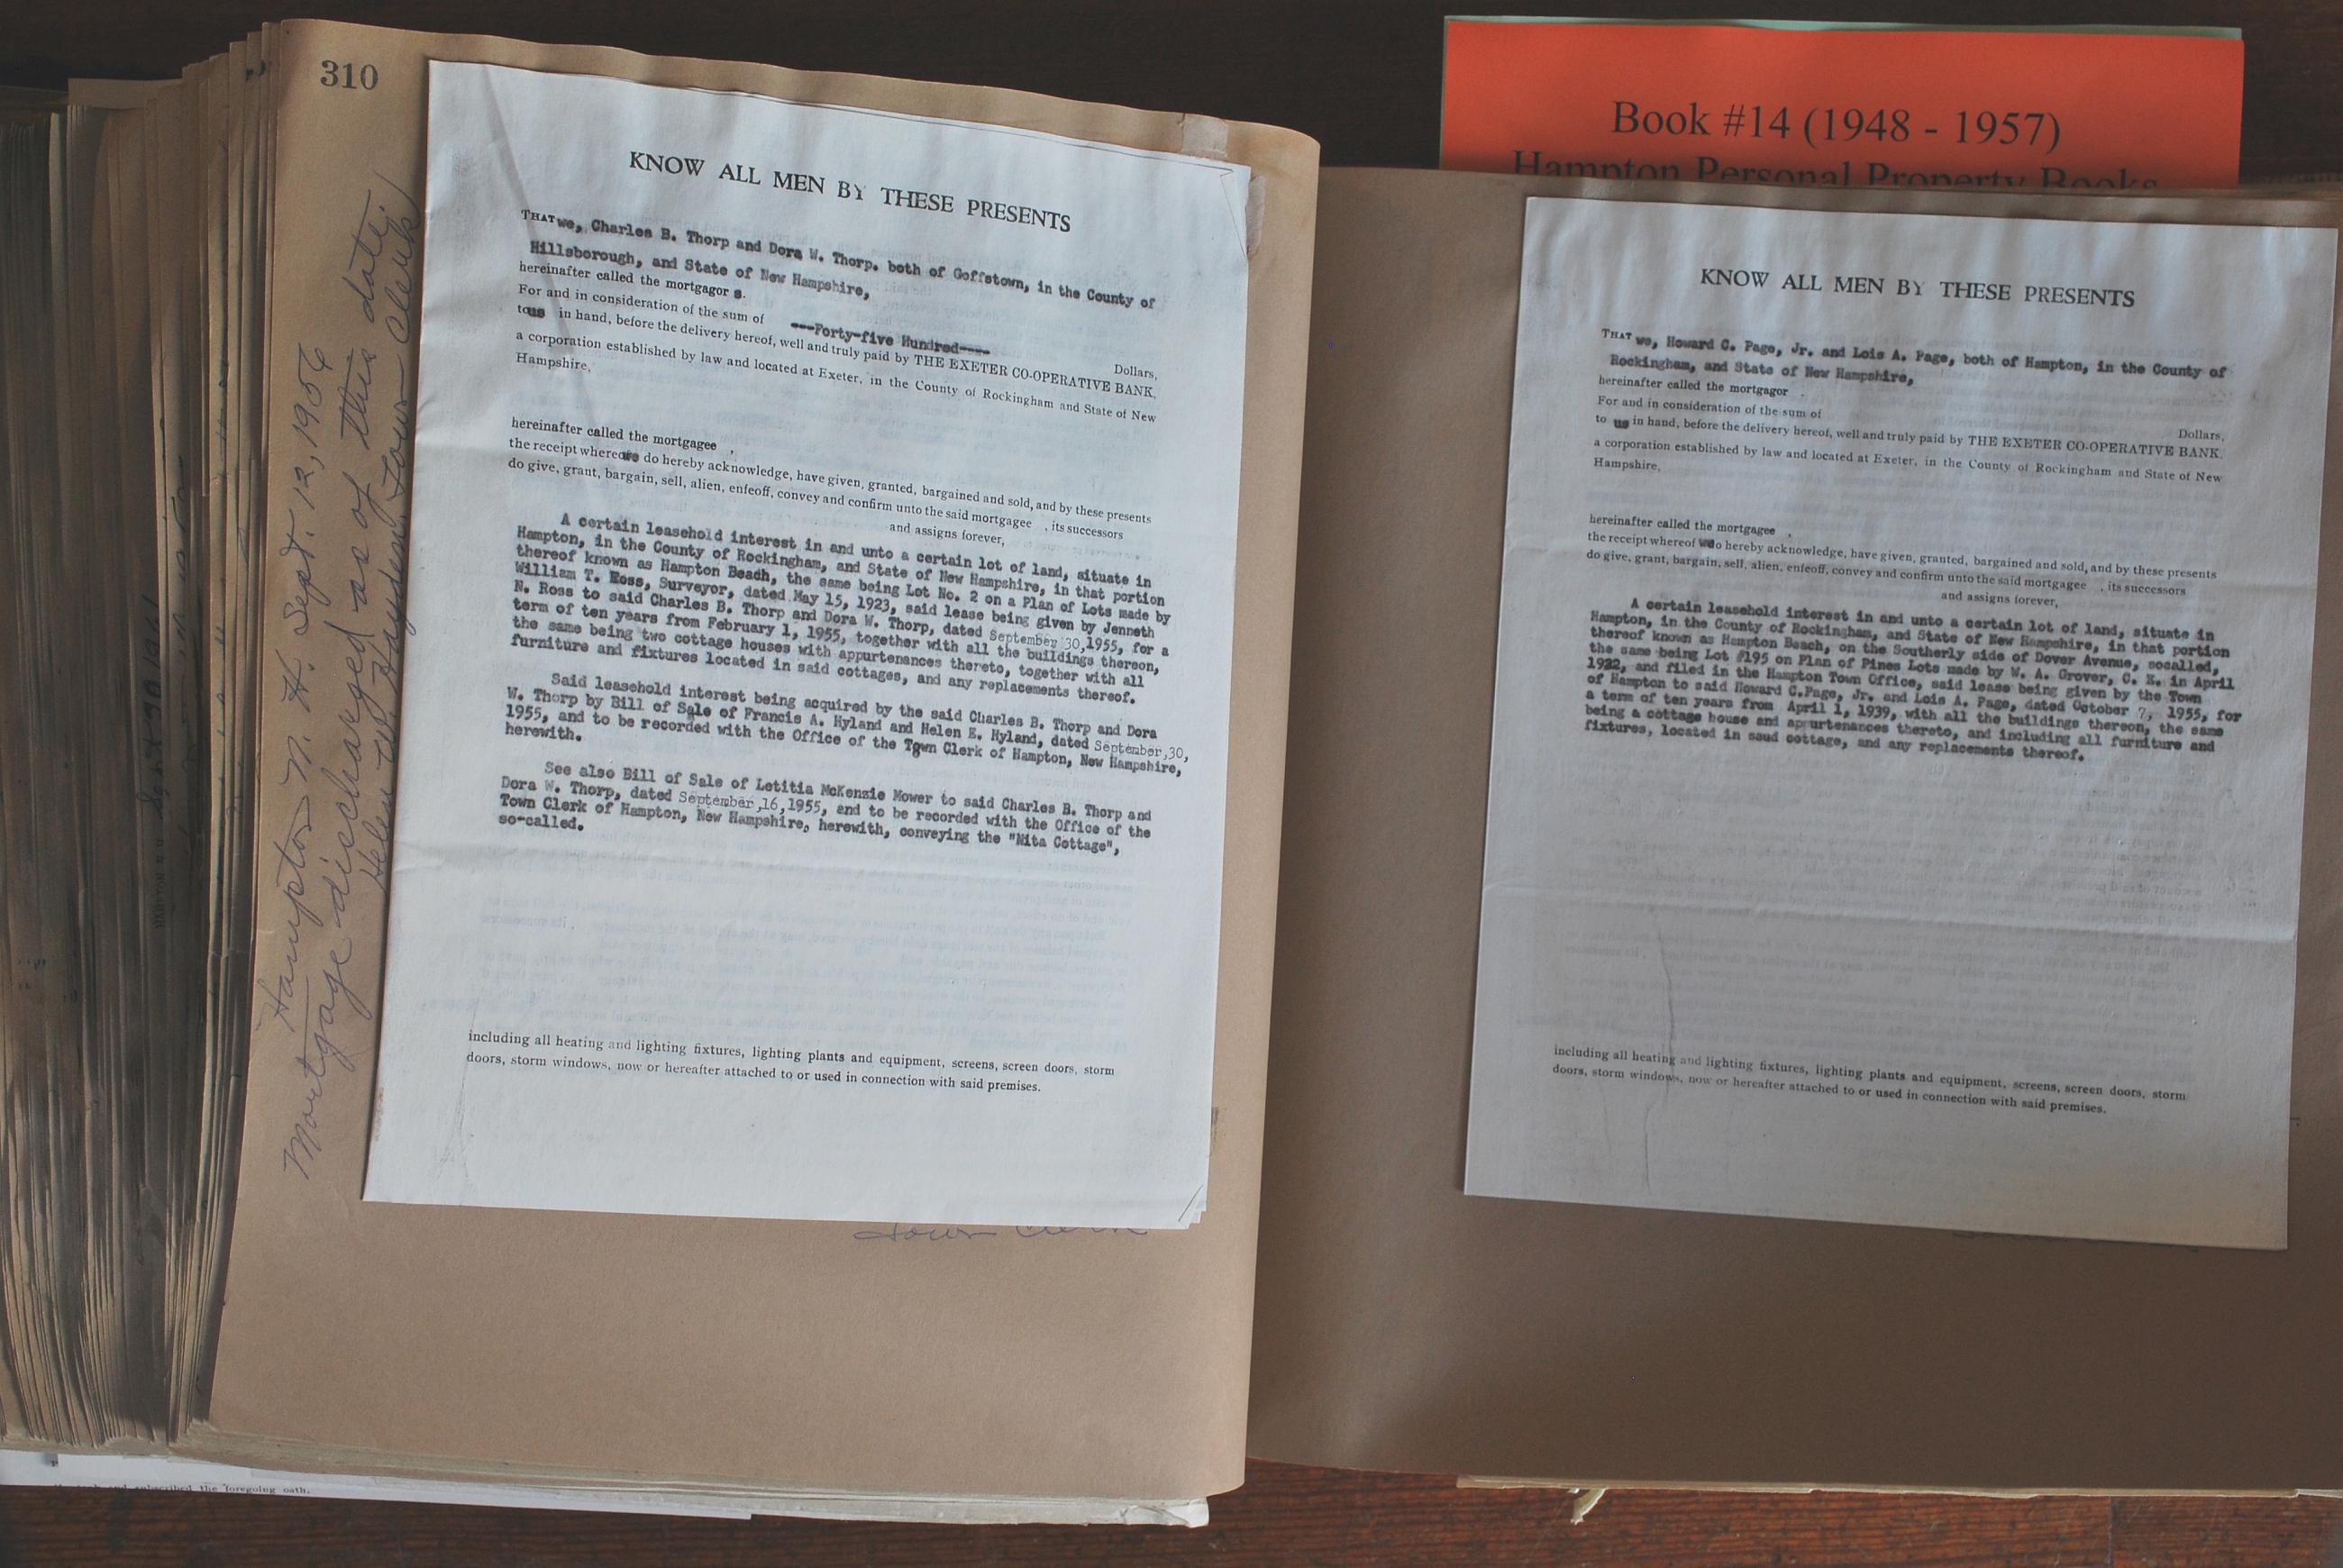 310
Hampton N. H. Sept. 12, 1956
Mortgage discharged as of this date.
Helen W. Hayden Town Clerk
KNOW ALL MEN BY THESE PRESENTS
THAT we, Charles B. Thorp and Dora W. Thorp. both of Goffstown, in the County of
Hillsborough, and State of New Hampshire,
hereinafter called the mortgagor s.
For and in consideration of the sum of ---Forty-five Hundred---- Dollars,
to us in hand, before the delivery hereof, well and truly paid by THE EXETER CO-OPERATIVE BANK,
a corporation established by law and located at Exeter, in the County of Rockingham and State of New
Hampshire,
hereinafter called the mortgagee ,
the receipt whereof do hereby acknowledge, have given, granted, bargained and sold, and by these presents
do give, grant, bargain, sell, alien, enfeoff, convey and confirm unto the said mortgagee , its successors
and assigns forever,
A certain leasehold interest in and unto a certain lot of land, situate in
Hampton, in the County of Rockingham, and State of New Hampshire, in that portion
thereof known as Hampton Beach, the same being Lot No. 2 on a Plan of Lots made by
William T. Ross, Surveyor, dated May 15, 1923, said lease being given by Jenneth
N. Ross to said Charles B. Thorp and Dora W. Thorp, dated September 30,1955, for a
term of ten years from February 1, 1955, together with all the buildings thereon,
the same being two cottage houses with appurtenances thereto, together with all
furniture and fixtures located in said cottages, and any replacements thereof.
Said leasehold interest being acquired by the said Charles B. Thorp and Dora
W. Thorp by Bill of Sale of Francis A. Hyland and Helen E. Hyland, dated September,30,
1955, and to be recorded with the Office of the Town Clerk of Hampton, New Hampshire,
herewith.
See also Bill of Sale of Letitia McKenzie Mower to said Charles B. Thorp and
Dora W. Thorp, dated September,16,1955, and to be recorded with the Office of the
Town Clerk of Hampton, New Hampshire, herewith, conveying the "Nita Cottage",
so-called.
including all heating and lighting fixtures, lighting plants and equipment, screens, screen doors, storm
doors, storm windows, now or hereafter attached to or used in connection with said premises.
Town Clerk
Book #14 (1948 - 1957)
Hampton Personal Property Books
KNOW ALL MEN BY THESE PRESENTS
THAT we, Howard C. Page, Jr. and Lois A. Page, both of Hampton, in the County of
Rockingham, and State of New Hampshire,
hereinafter called the mortgagor .
For and in consideration of the sum of Dollars,
to us in hand, before the delivery hereof, well and truly paid by THE EXETER CO-OPERATIVE BANK.
a corporation established by law and located at Exeter, in the County of Rockingham and State of New
Hampshire,
hereinafter called the mortgagee ,
the receipt whereof we do hereby acknowledge, have given, granted, bargained and sold, and by these presents
do give, grant, bargain, sell, alien, enfeoff, convey and confirm unto the said mortgagee , its successors
and assigns forever,
A certain leasehold interest in and unto a certain lot of land, situate in
Hampton, in the County of Rockingham, and State of New Hampshire, in that portion
thereof known as Hampton Beach, on the Southerly side of Dover Avenue, socalled,
the same being Lot #195 on Plan of Pines Lots made by W. A. Grover, C. E. in April
1922, and filed in the Hampton Town Office, said lease being given by the Town
of Hampton to said Howard C.Page, Jr. and Lois A. Page, dated October 7, 1955, for
a term of ten years from April 1, 1939, with all the buildings thereon, the same
being a cottage house and appurtenances thereto, and including all furniture and
fixtures, located in saud cottage, and any replacements thereof.
including all heating and lighting fixtures, lighting plants and equipment, screens, screen doors, storm
doors, storm windows, now or hereafter attached to or used in connection with said premises.
and subscribed the foregoing oath.